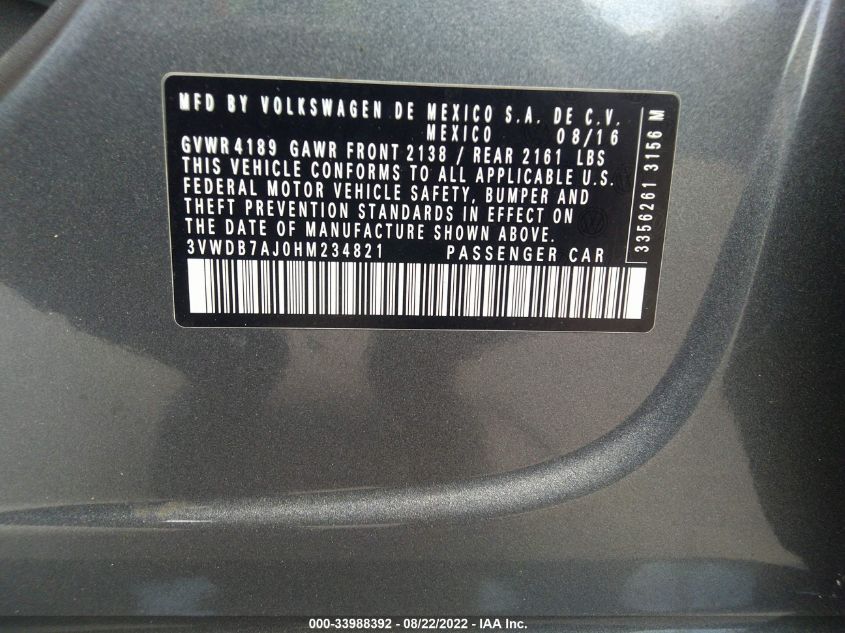 MFD BY VOLKSWAGEN DE MEXICO S.A. DE C.V.
MEXICO 08/16
GVWR 4189 GAWR FRONT 2138 / REAR 2161 LBS
THIS VEHICLE CONFORMS TO ALL APPLICABLE U.S.
FEDERAL MOTOR VEHICLE SAFETY, BUMPER AND
THEFT PREVENTION STANDARDS IN EFFECT ON
THE DATE OF MANUFACTURE SHOWN ABOVE.
3VWDB7AJ0HM234821 PASSENGER CAR
3356261 3156 M
000-33988392 - 08/22/2022 - IAA Inc.